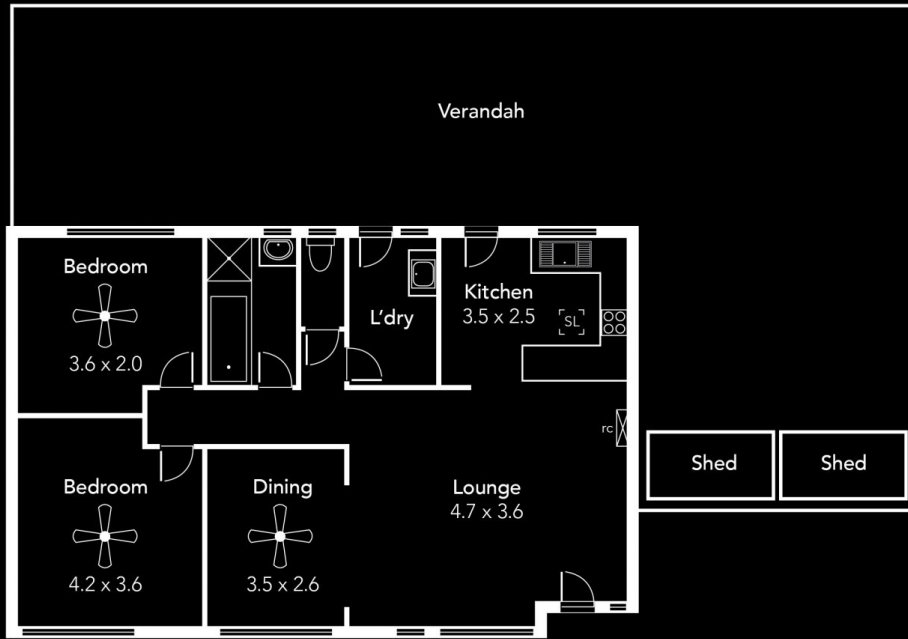 Verandah
Bedroom
3.6 x 2.0
L'dry
Kitchen
3.5 x 2.5
SL
rc
Shed
Shed
Bedroom
4.2 x 3.6
Dining
3.5 x 2.6
Lounge
4.7 x 3.6